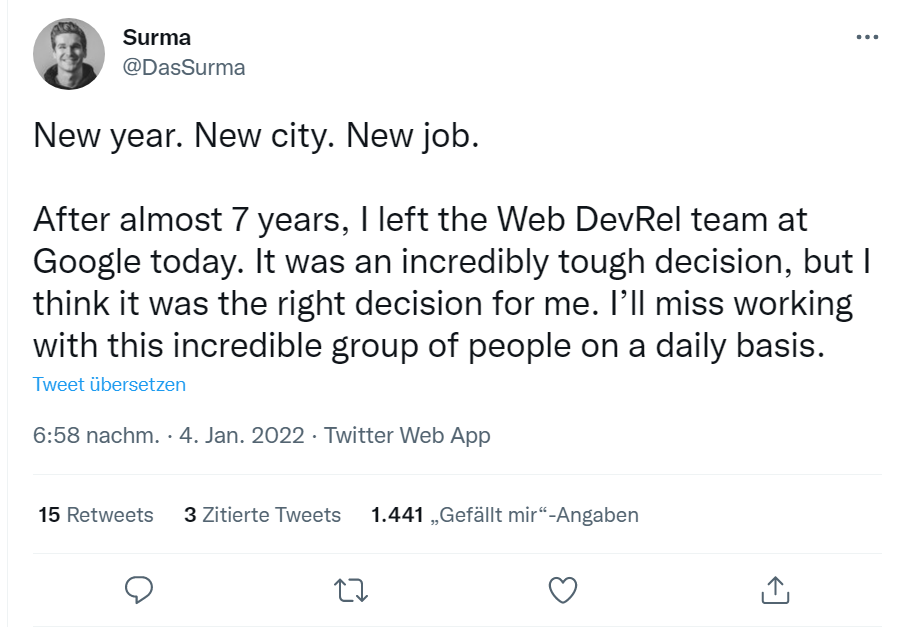 Surma
@DasSurma
New year. New city. New job.
After almost 7 years, I left the Web DevRel team at
Google today. It was an incredibly tough decision, but I
think it was the right decision for me. I’ll miss working
with this incredible group of people on a daily basis.
Tweet übersetzen
6:58 nachm. · 4. Jan. 2022 · Twitter Web App
15 Retweets 3 Zitierte Tweets 1.441 „Gefällt mir“-Angaben